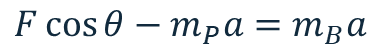 F cos θ − m_P a = m_B a